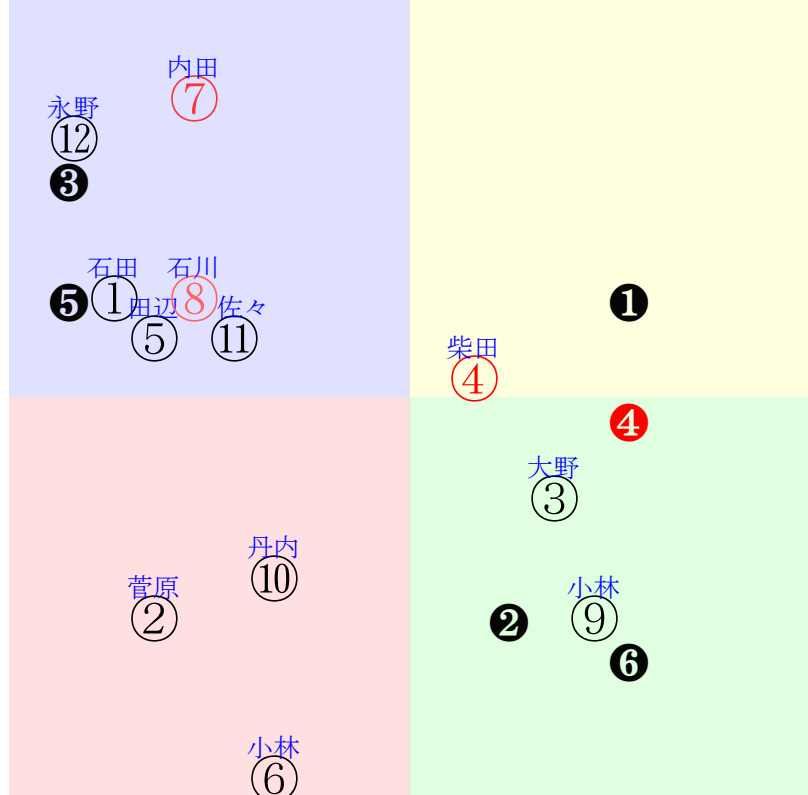 内田
⑦
永野
⑫
❸
石田
石川
❺
①
⑧
❶
田辺
佐々
⑤
⑪
柴田
④
❹
大野
③
丹内
⑩
菅原
小林
②
❷
⑨
❻
小林
⑥